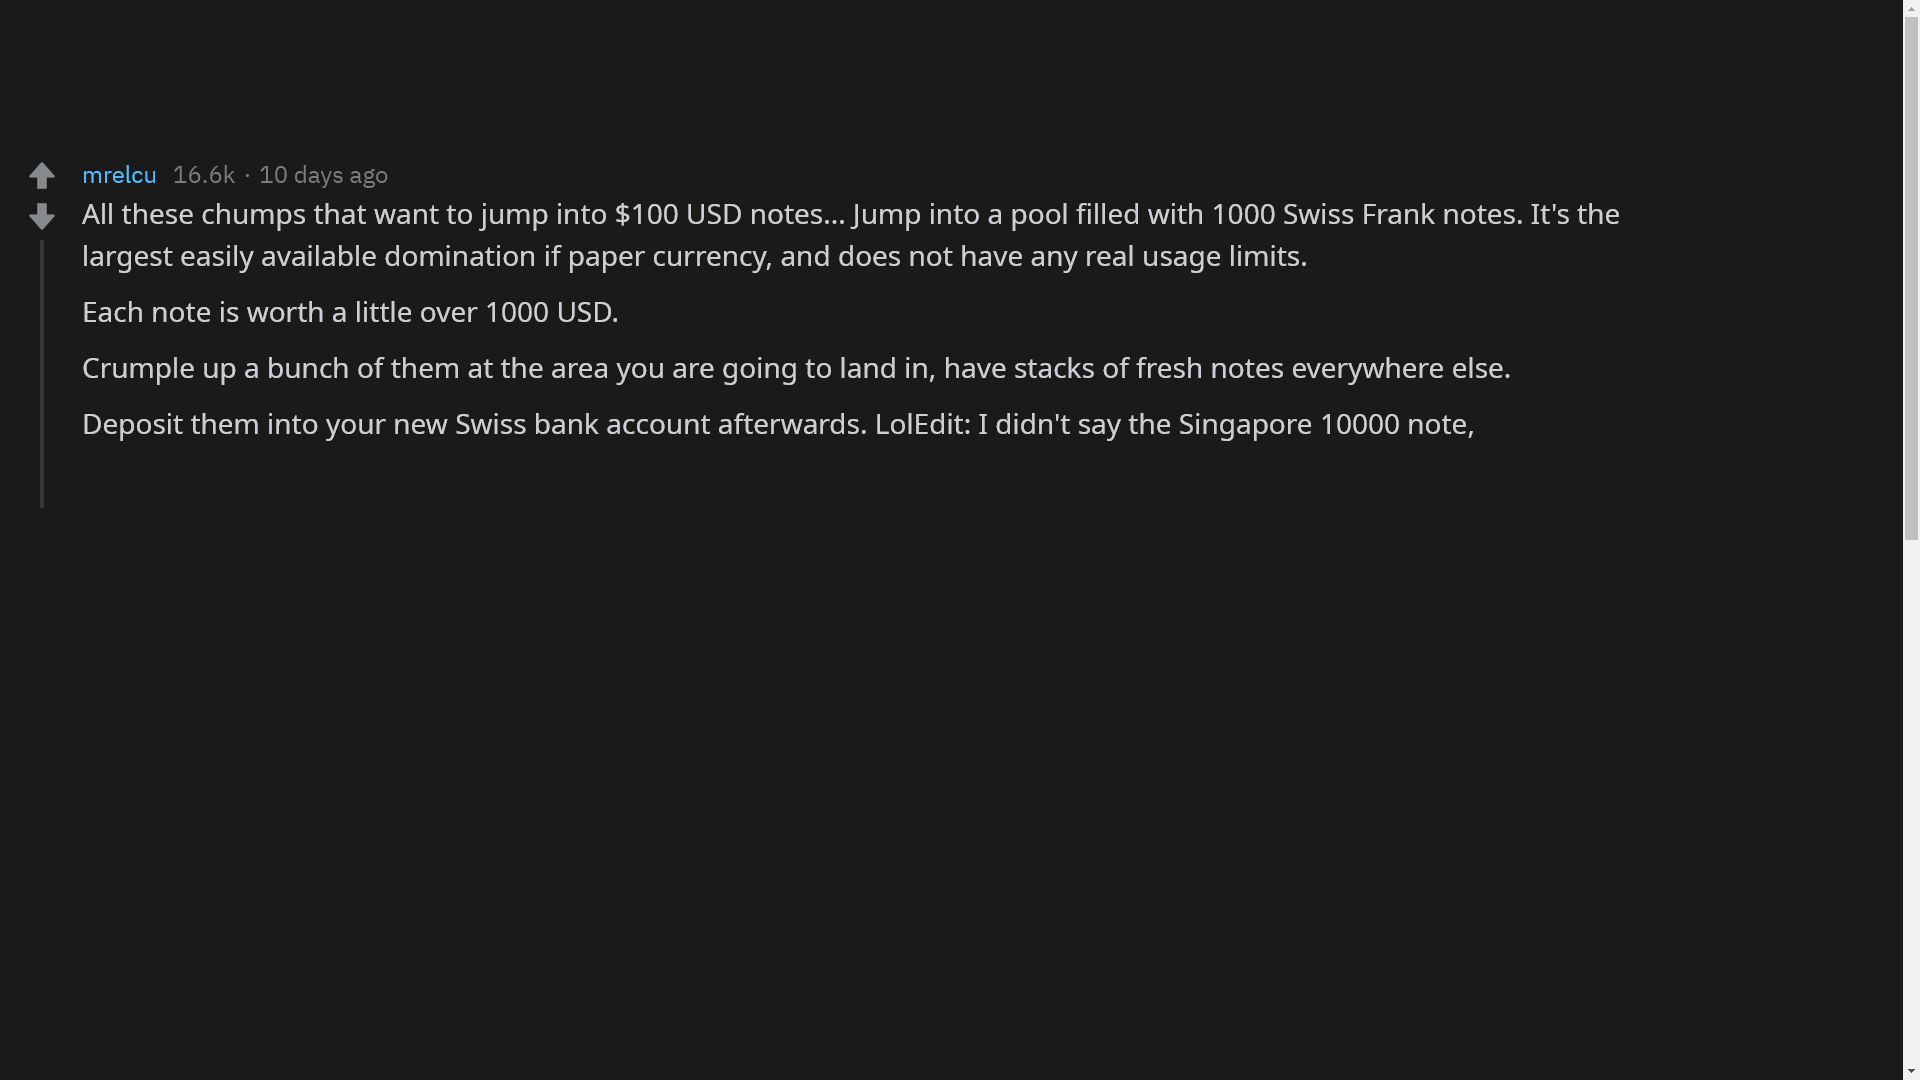 mrelcu 16.6k · 10 days ago
All these chumps that want to jump into $100 USD notes... Jump into a pool filled with 1000 Swiss Frank notes. It's the
largest easily available domination if paper currency, and does not have any real usage limits.
Each note is worth a little over 1000 USD.
Crumple up a bunch of them at the area you are going to land in, have stacks of fresh notes everywhere else.
Deposit them into your new Swiss bank account afterwards. LolEdit: I didn't say the Singapore 10000 note,